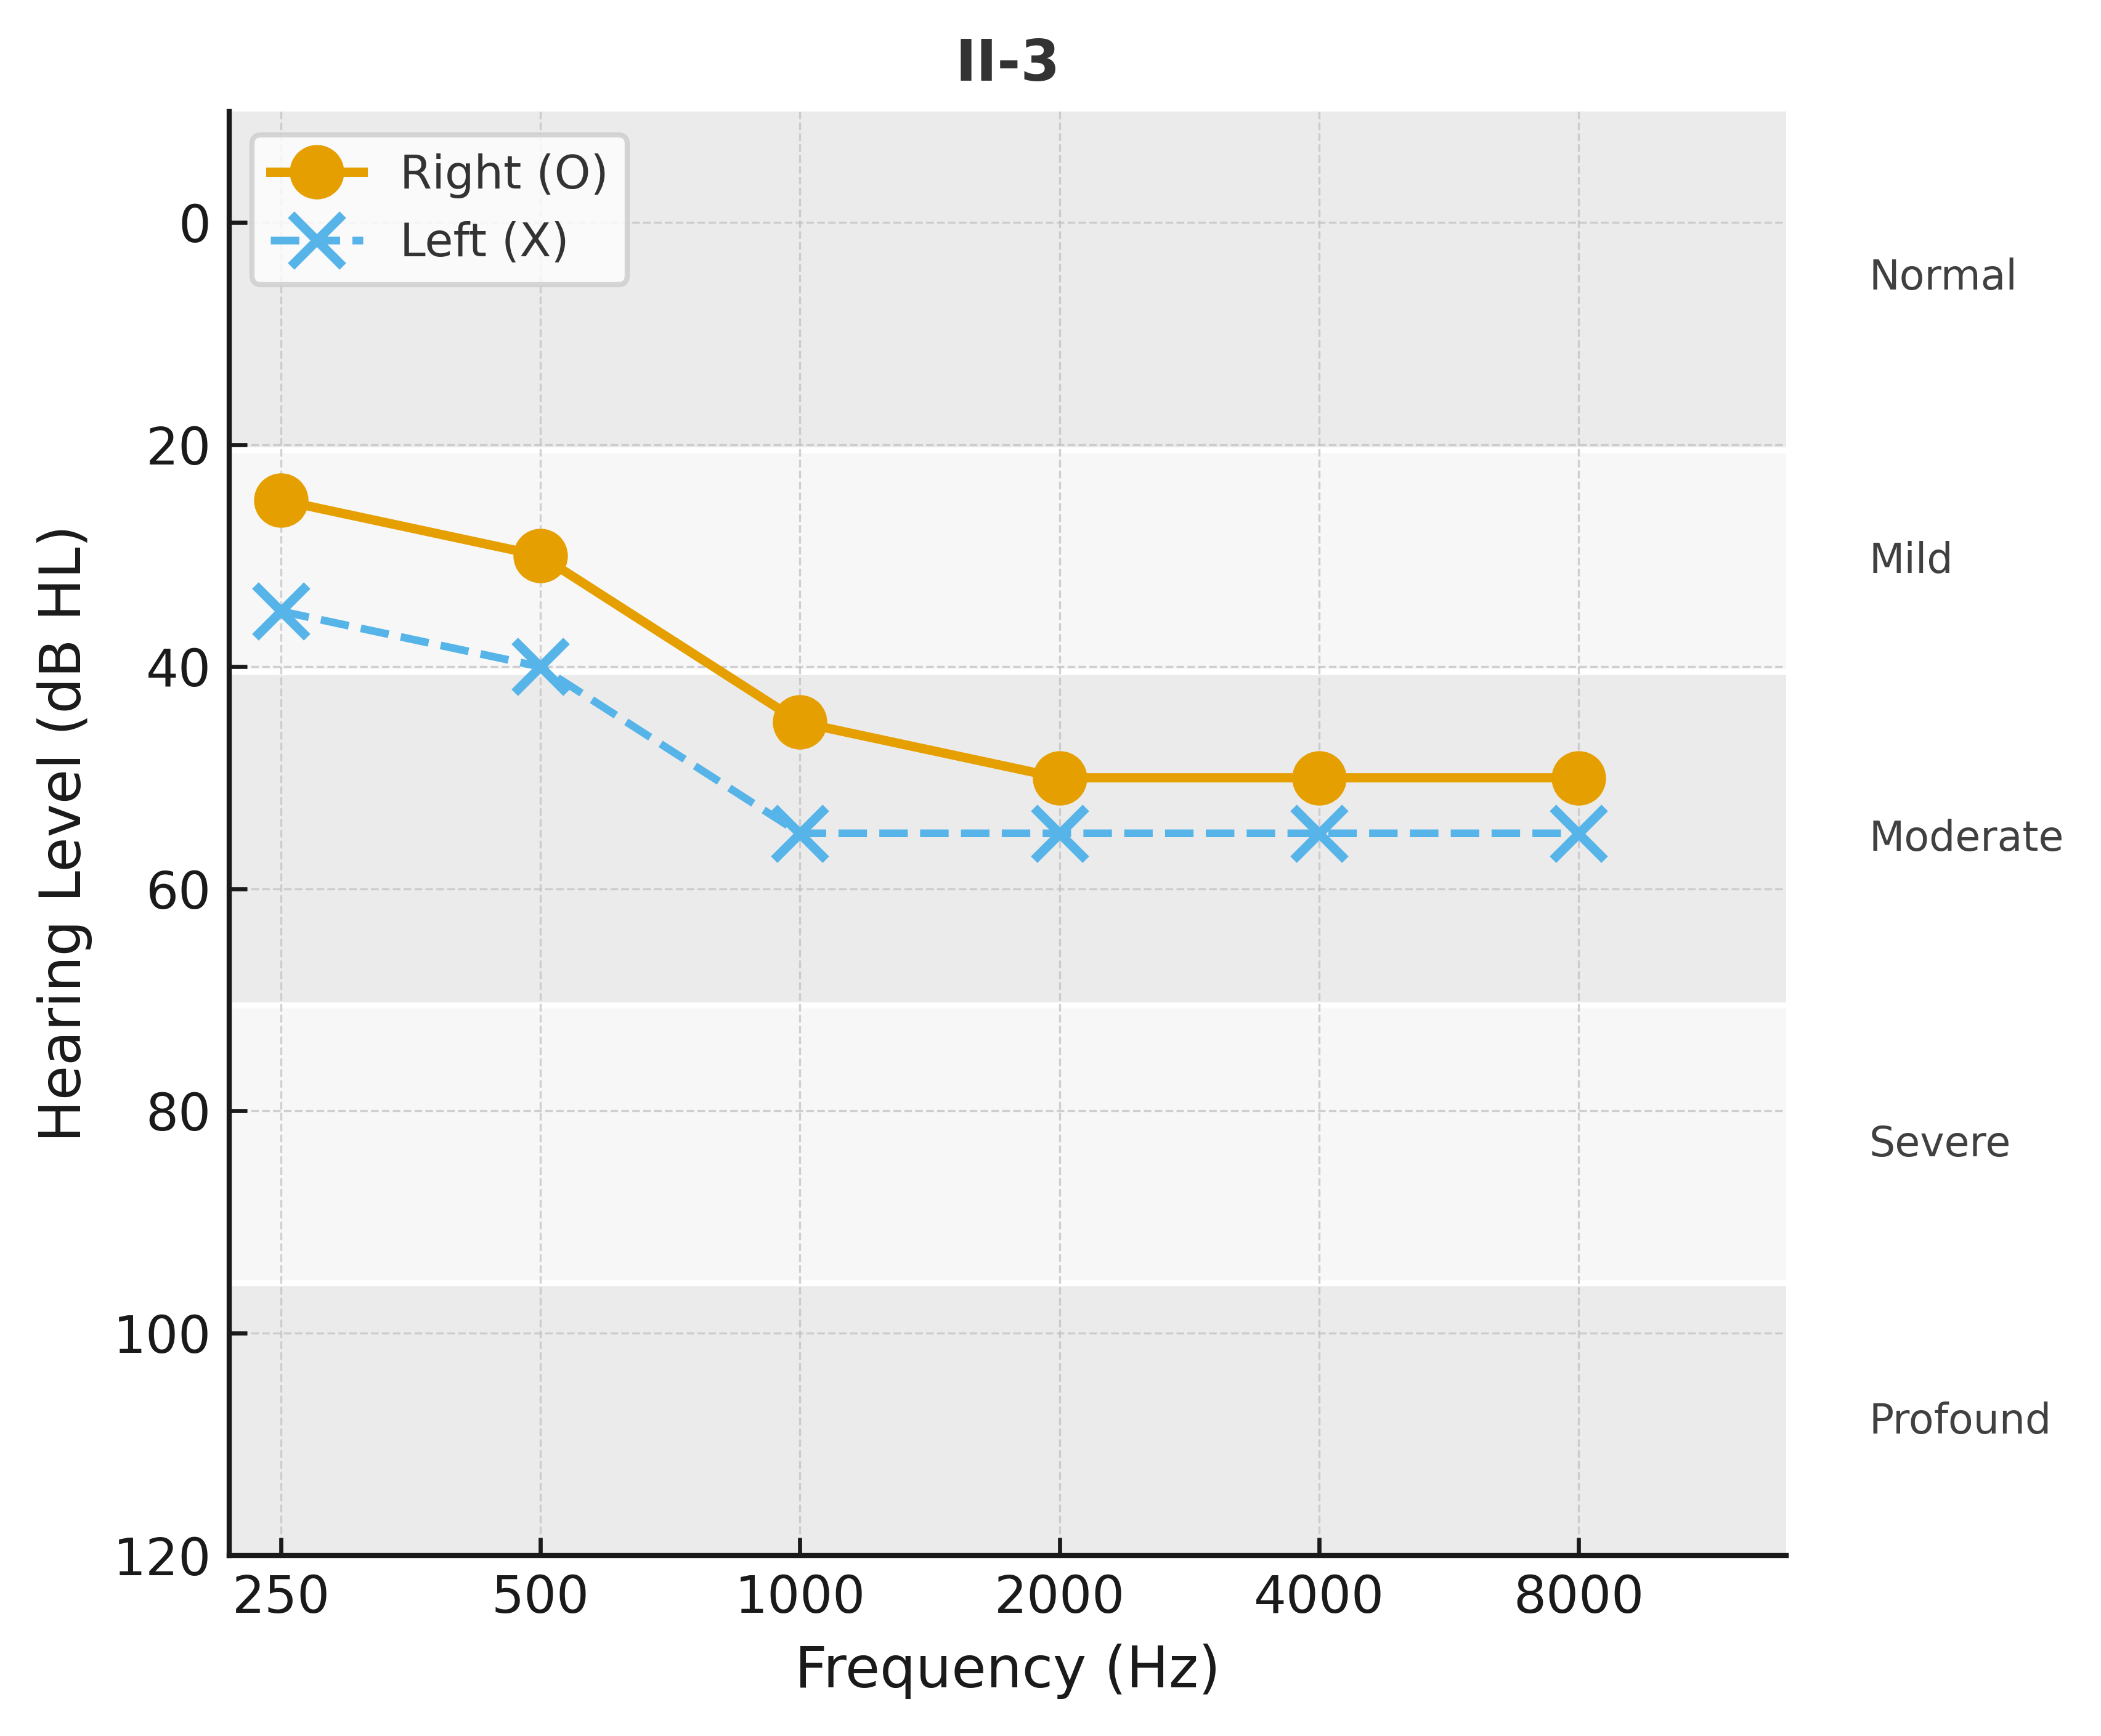 II-3
Right (O)
Left (X)
0
20
40
60
80
100
120
Hearing Level (dB HL)
Normal
Mild
Moderate
Severe
Profound
250 500 1000 2000 4000 8000
Frequency (Hz)